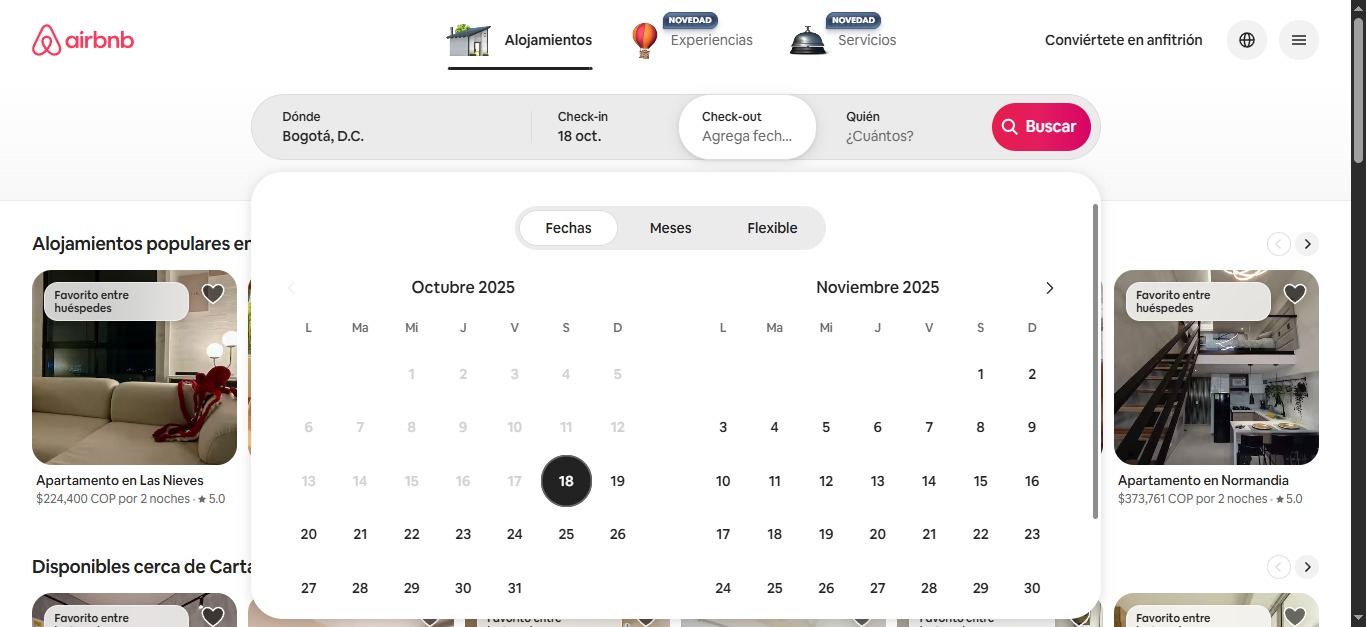 airbnb
Alojamientos
NOVEDAD
Experiencias
NOVEDAD
Servicios
Conviértete en anfitrión
Dónde
Bogotá, D.C.
Check-in
18 oct.
Check-out
Agrega fech...
Quién
¿Cuántos?
Buscar
Fechas
Meses
Flexible
Octubre 2025
L Ma Mi J V S D
1 2 3 4 5
6 7 8 9 10 11 12
13 14 15 16 17 18 19
20 21 22 23 24 25 26
27 28 29 30 31
Noviembre 2025
L Ma Mi J V S D
1 2
3 4 5 6 7 8 9
10 11 12 13 14 15 16
17 18 19 20 21 22 23
24 25 26 27 28 29 30
Alojamientos populares en
Favorito entre
huéspedes
Apartamento en Las Nieves
$224,400 COP por 2 noches · ★ 5.0
Favorito entre
huéspedes
Apartamento en Normandia
$373,761 COP por 2 noches · ★ 5.0
Disponibles cerca de Carta
Favorito entre
Favorito entre